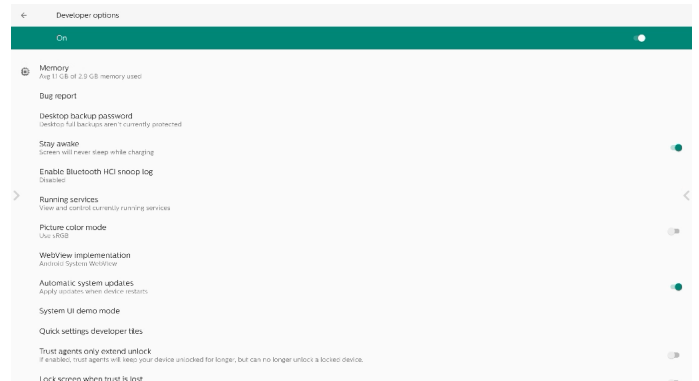 Developer options
On
Memory
Avg 1.1 GB of 2.9 GB memory used
Bug report
Desktop backup password
Desktop full backups aren't currently protected
Stay awake
Screen will never sleep while charging
Enable Bluetooth HCI snoop log
Disabled
Running services
View and control currently running services
Picture color mode
Use sRGB
WebView implementation
Android System WebView
Automatic system updates
Apply updates when device restarts
System UI demo mode
Quick settings developer tiles
Trust agents only extend unlock
If enabled, trust agents will keep your device unlocked for longer, but can no longer unlock a locked device.
Lock screen when trust is lost